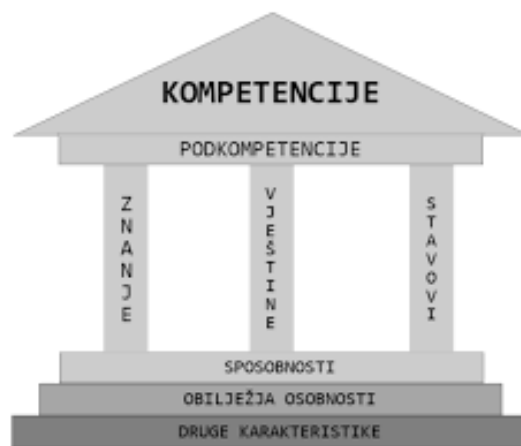 KOMPETENCIJE
PODKOMPETENCIJE
ZNANJE
VJEŠTINE
STAVOVI
SPOSOBNOSTI
OBILJEŽJA OSOBNOSTI
DRUGE KARAKTERISTIKE